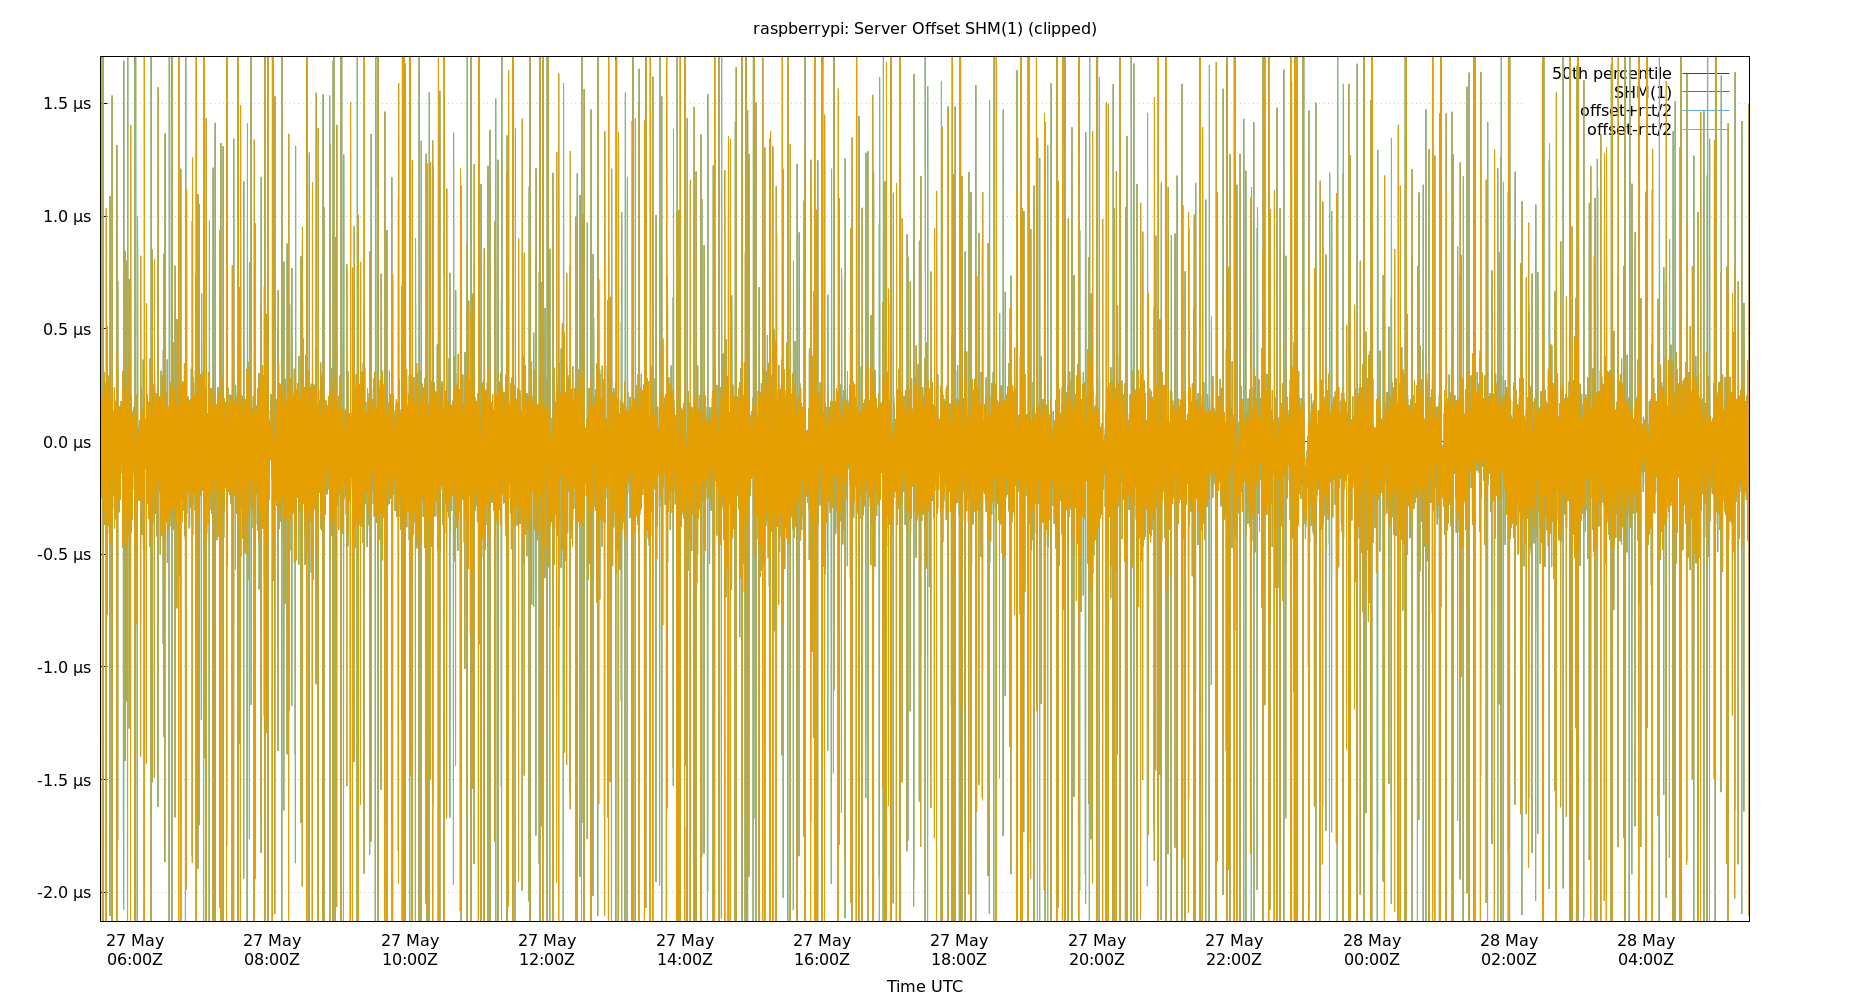 raspberrypi: Server Offset SHM(1) (clipped)
50th percentile
SHM(1)
offset+rtt/2
offset-rtt/2
1.5 µs
1.0 µs
0.5 µs
0.0 µs
-0.5 µs
-1.0 µs
-1.5 µs
-2.0 µs
27 May 27 May 27 May 27 May 27 May 27 May 27 May 27 May 27 May 28 May 28 May 28 May
06:00Z 08:00Z 10:00Z 12:00Z 14:00Z 16:00Z 18:00Z 20:00Z 22:00Z 00:00Z 02:00Z 04:00Z
Time UTC